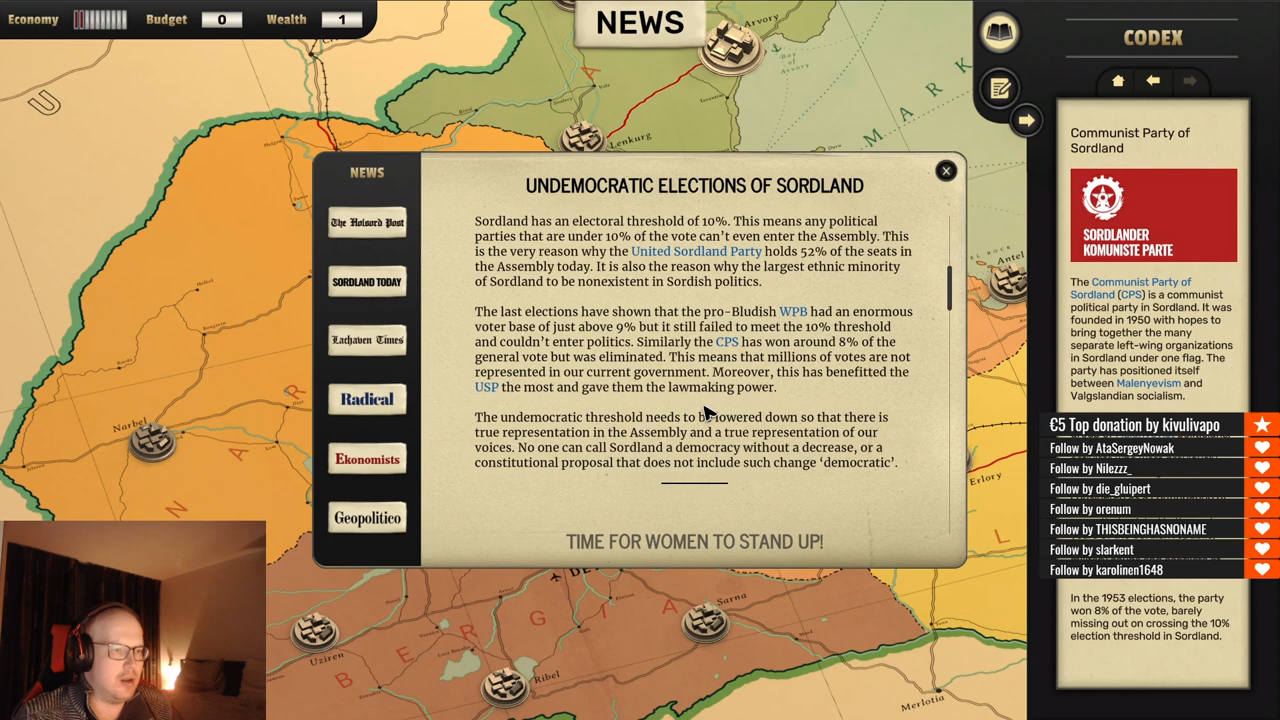 Economy
Budget 0
Wealth 1
NEWS
CODEX
Communist Party of
Sordland
SORDLANDER
KOMUNISTE PARTE
The Communist Party of
Sordland (CPS) is a communist
political party in Sordland. It was
founded in 1950 with hopes to
bring together the many
separate left-wing organizations
in Sordland under one flag. The
party has positioned itself
between Malenyevism and
Valgslandian socialism.
In the 1953 elections, the party
won 8% of the vote, barely
missing out on crossing the 10%
election threshold in Sordland.
NEWS
The Holsord Post
SORDLAND TODAY
Lachaven Times
Radical
Ekonomists
Geopolitico
UNDEMOCRATIC ELECTIONS OF SORDLAND
Sordland has an electoral threshold of 10%. This means any political
parties that are under 10% of the vote can't even enter the Assembly. This
is the very reason why the United Sordland Party holds 52% of the seats in
the Assembly today. It is also the reason why the largest ethnic minority
of Sordland to be nonexistent in Sordish politics.
The last elections have shown that the pro-Bludish WPB had an enormous
voter base of just above 9% but it still failed to meet the 10% threshold
and couldn't enter politics. Similarly the CPS has won around 8% of the
general vote but was eliminated. This means that millions of votes are not
represented in our current government. Moreover, this has benefitted the
USP the most and gave them the lawmaking power.
The undemocratic threshold needs to be lowered down so that there is
true representation in the Assembly and a true representation of our
voices. No one can call Sordland a democracy without a decrease, or a
constitutional proposal that does not include such change 'democratic'.
TIME FOR WOMEN TO STAND UP!
€5 Top donation by kivulivapo
Follow by AtaSergeyNowak
Follow by Nilezzz_
Follow by die_gluipert
Follow by orenum
Follow by THISBEINGHASNONAME
Follow by slarkent
Follow by karolinen1648
Arvory
Bay
of
Arvory
Lenkurg
M A R K
Narbel
Antel
Erlory
Uziren
Ribel
Sarna
Merlotia
B E R G I A